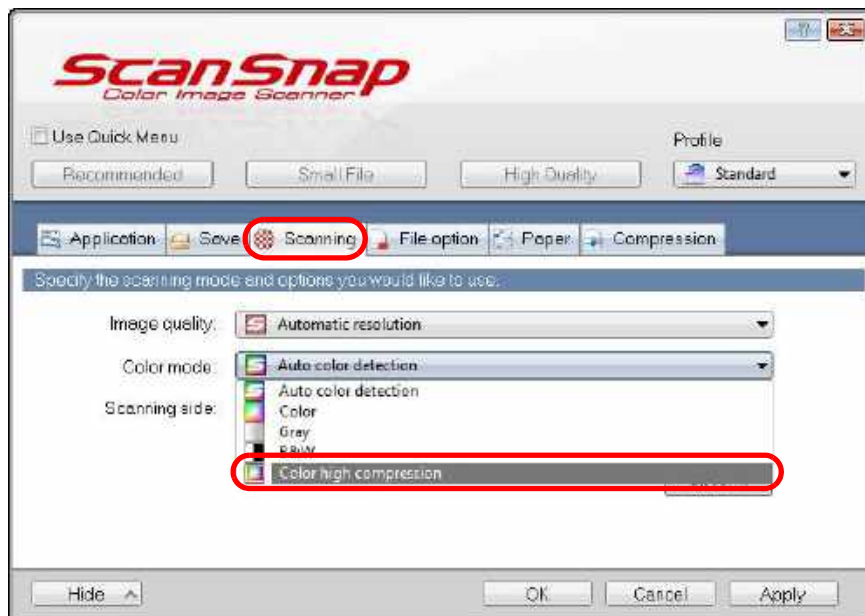 ScanSnap
Color Image Scanner
Use Quick Menu
Profile
Recommended Small File High Quality Standard
Application Save Scanning File option Paper Compression
Specify the scanning mode and options you would like to use.
Image quality: Automatic resolution
Color mode: Auto color detection
Auto color detection
Scanning side:
Color
Gray
B&W
Color high compression
Hide OK Cancel Apply